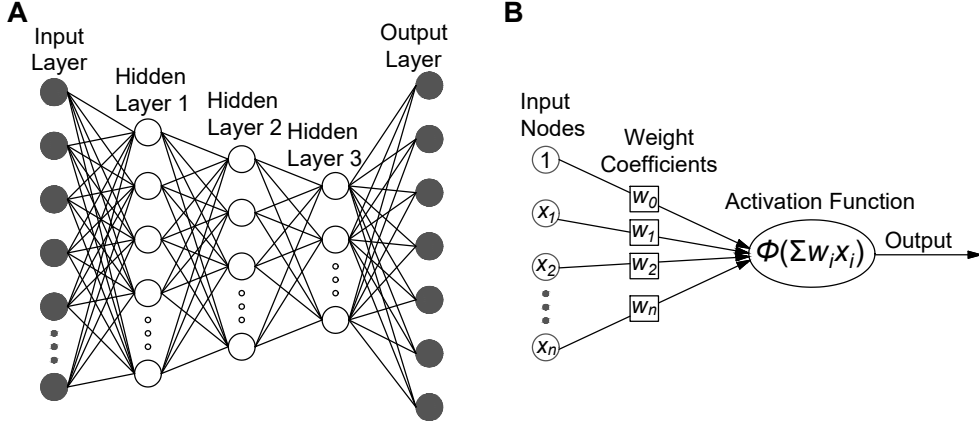 A
Input
Layer
Hidden
Layer 1
Hidden
Layer 2
Hidden
Layer 3
Output
Layer
B
Input
Nodes
Weight
Coefficients
Activation Function
1
x₁
x₂
xₙ
w₀
w₁
w₂
wₙ
Φ(Σwᵢxᵢ)
Output